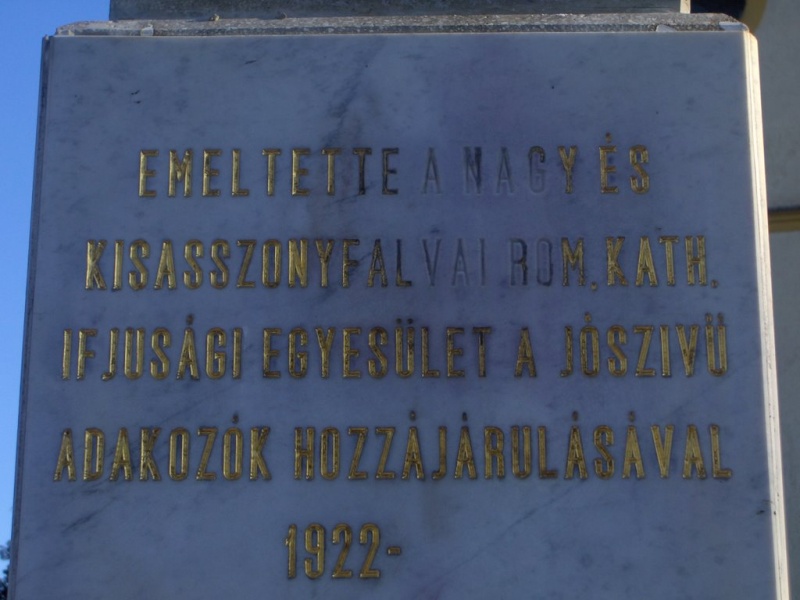 EMELTETTE A NAGY ÉS
KISASSZONYFALVAI ROM. KATH.
IFJUSÁGI EGYESÜLET A JÓSZIVÜ
ADAKOZÓK HOZZÁJÁRULÁSÁVAL
1922-